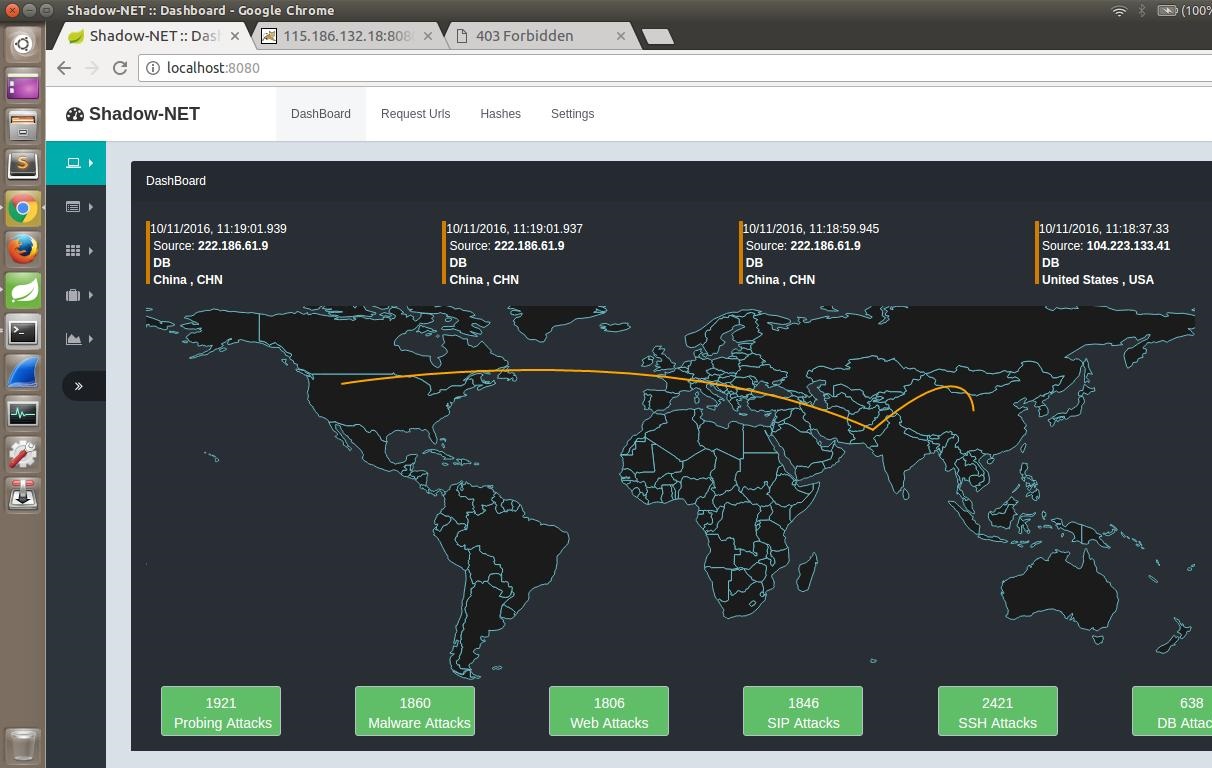 Shadow-NET :: Dashboard - Google Chrome
(100%
Shadow-NET :: Das
115.186.132.18:808
403 Forbidden
localhost:8080
Shadow-NET
DashBoard
Request Urls
Hashes
Settings
DashBoard
10/11/2016, 11:19:01.939
Source: 222.186.61.9
DB
China , CHN
10/11/2016, 11:19:01.937
Source: 222.186.61.9
DB
China , CHN
10/11/2016, 11:18:59.945
Source: 222.186.61.9
DB
China , CHN
10/11/2016, 11:18:37.33
Source: 104.223.133.41
DB
United States , USA
1921
Probing Attacks
1860
Malware Attacks
1806
Web Attacks
1846
SIP Attacks
2421
SSH Attacks
638
DB Attac